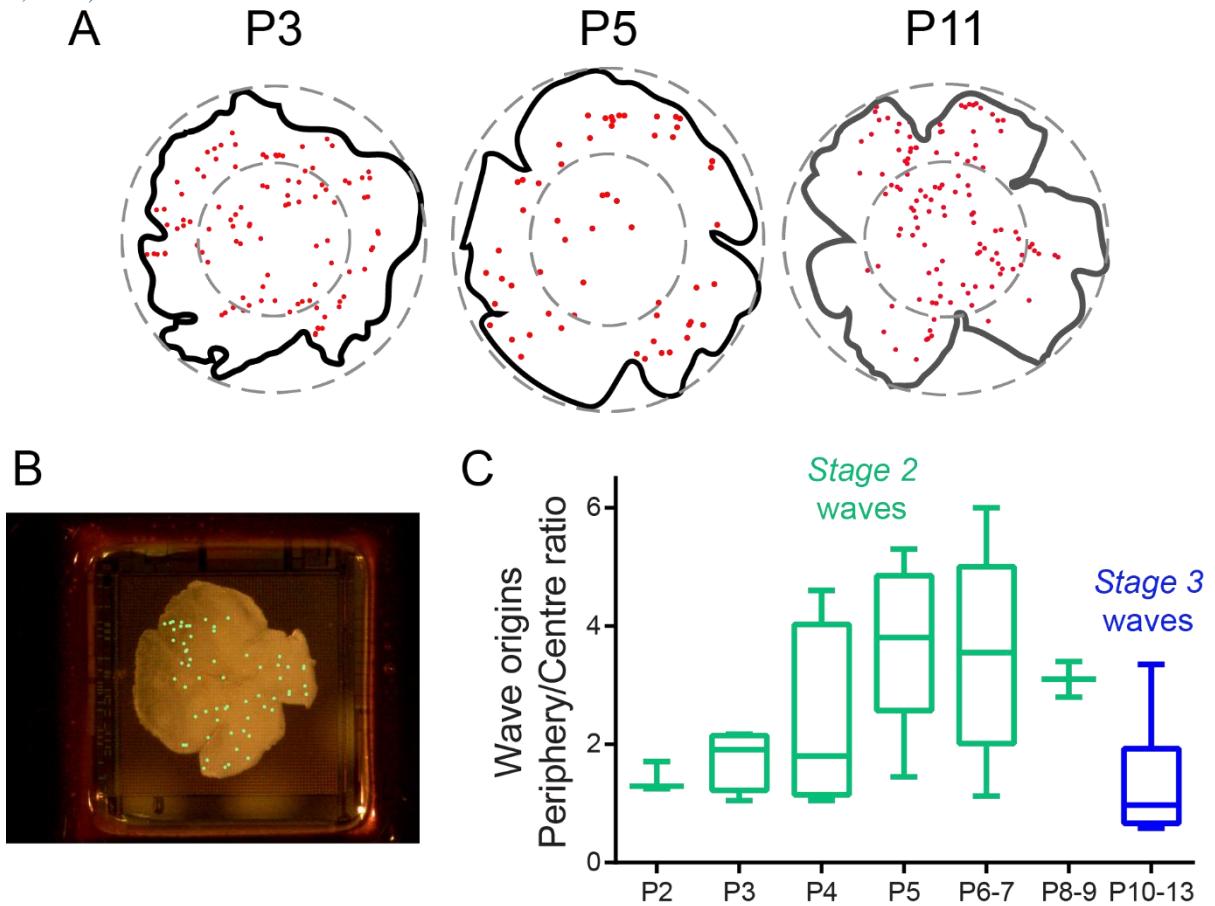 A
P3
P5
P11
B
C
Stage 2
waves
Stage 3
waves
Wave origins
Periphery/Centre ratio
6
4
2
0
P2
P3
P4
P5
P6-7
P8-9
P10-13